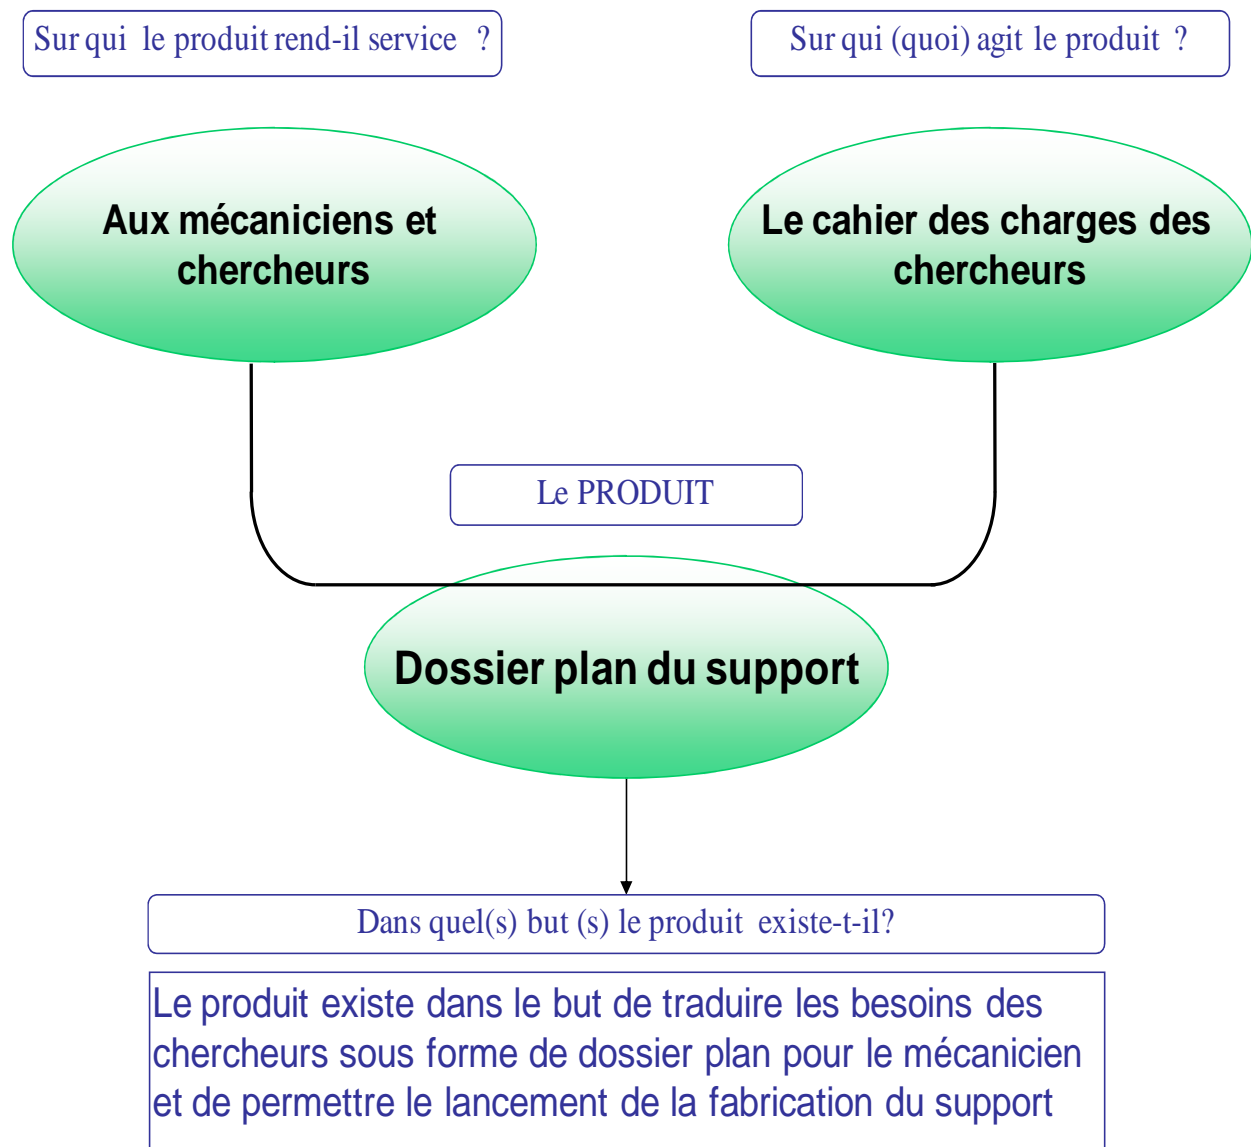 Sur qui le produit rend-il service ?
Sur qui (quoi) agit le produit ?
Aux mécaniciens et
chercheurs
Le cahier des charges des
chercheurs
Le PRODUIT
Dossier plan du support
Dans quel(s) but (s) le produit existe-t-il?
Le produit existe dans le but de traduire les besoins des
chercheurs sous forme de dossier plan pour le mécanicien
et de permettre le lancement de la fabrication du support